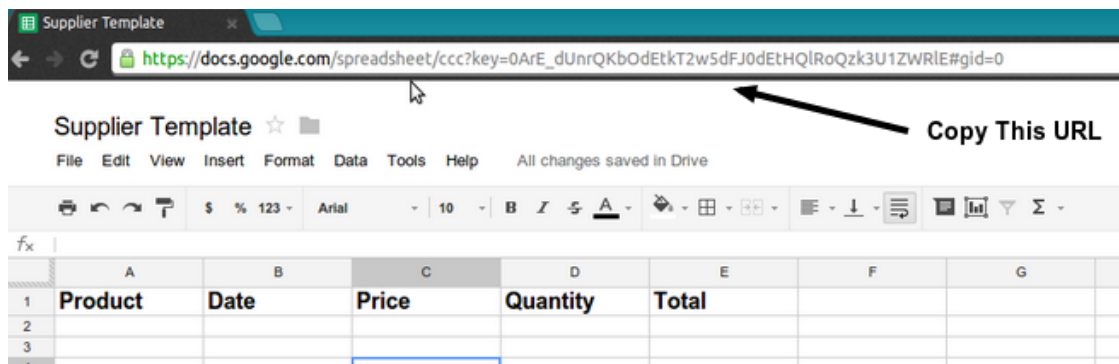 Supplier Template
https://docs.google.com/spreadsheet/ccc?key=0ArE_dUnrQKbOdEtkT2w5dFJ0dEtHQlRoQzk3U1ZWRlE#gid=0
Copy This URL
Supplier Template
File Edit View Insert Format Data Tools Help All changes saved in Drive
$ % 123 Arial 10 B I S A Σ
fx
A B C D E F G
1 Product Date Price Quantity Total
2
3